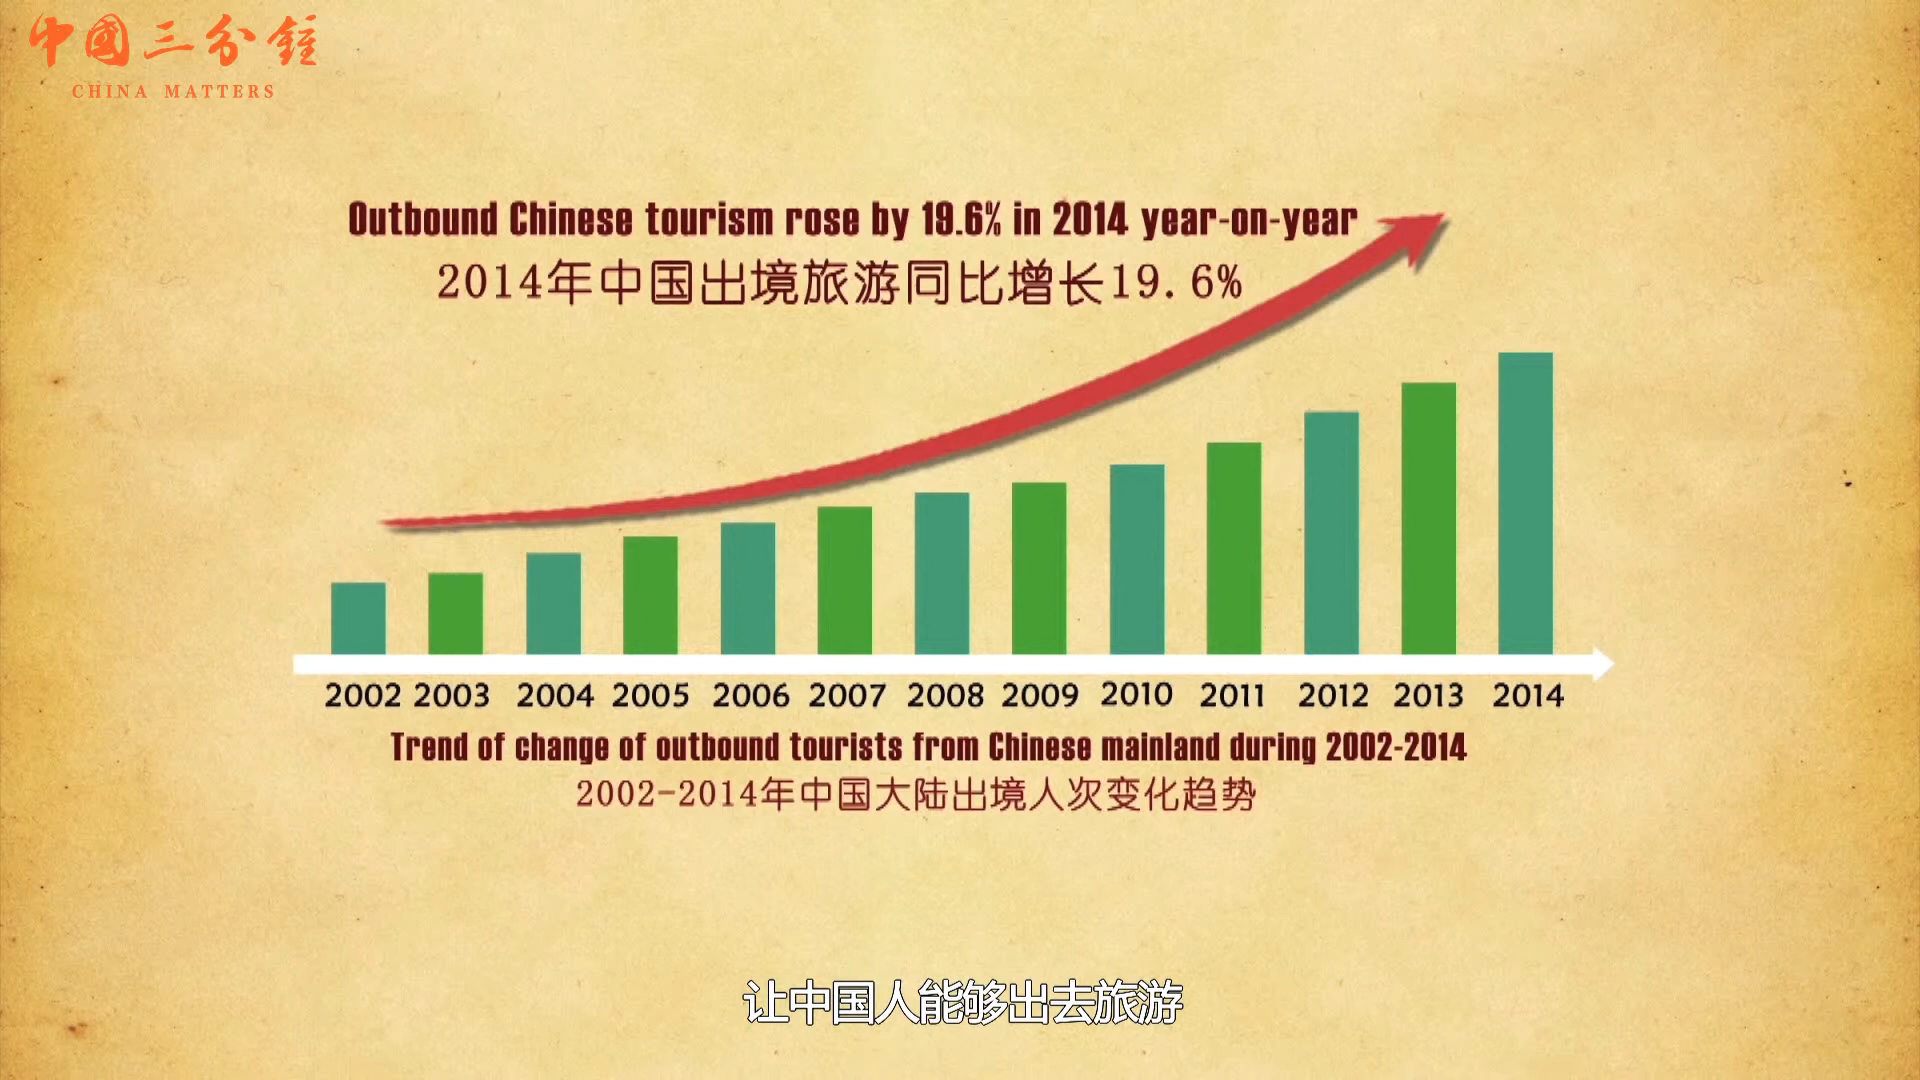 中國三分鐘
CHINA MATTERS
Outbound Chinese tourism rose by 19.6% in 2014 year-on-year
2014年中国出境旅游同比增长19.6%
2002 2003 2004 2005 2006 2007 2008 2009 2010 2011 2012 2013 2014
Trend of change of outbound tourists from Chinese mainland during 2002-2014
2002-2014年中国大陆出境人次变化趋势
让中国人能够出去旅游